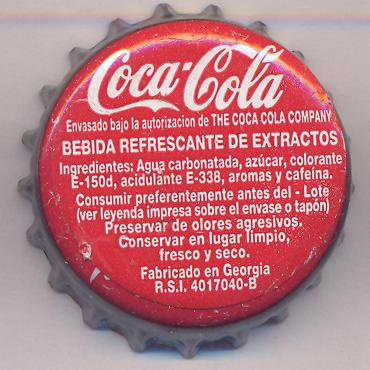 Coca-Cola
Envasado bajo la autorizacion de THE COCA COLA COMPANY
BEBIDA REFRESCANTE DE EXTRACTOS
Ingredientes: Agua carbonatada, azúcar, colorante
E-150d, acidulante E-338, aromas y cafeína.
Consumir preferentemente antes del - Lote
(ver leyenda impresa sobre el envase o tapón)
Preservar de olores agresivos.
Conservar en lugar limpio,
fresco y seco.
Fabricado en Georgia
R.S.I. 4017040-B